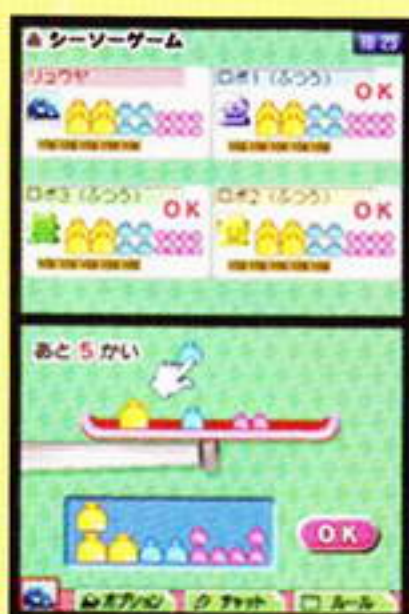 シーソーゲーム
リュウヤ
ロボ1 (ふつう)
OK
ロボ3 (ふつう)
OK
ロボ2 (ふつう)
OK
あと 5 かい
OK
オプション
チャット
ルール